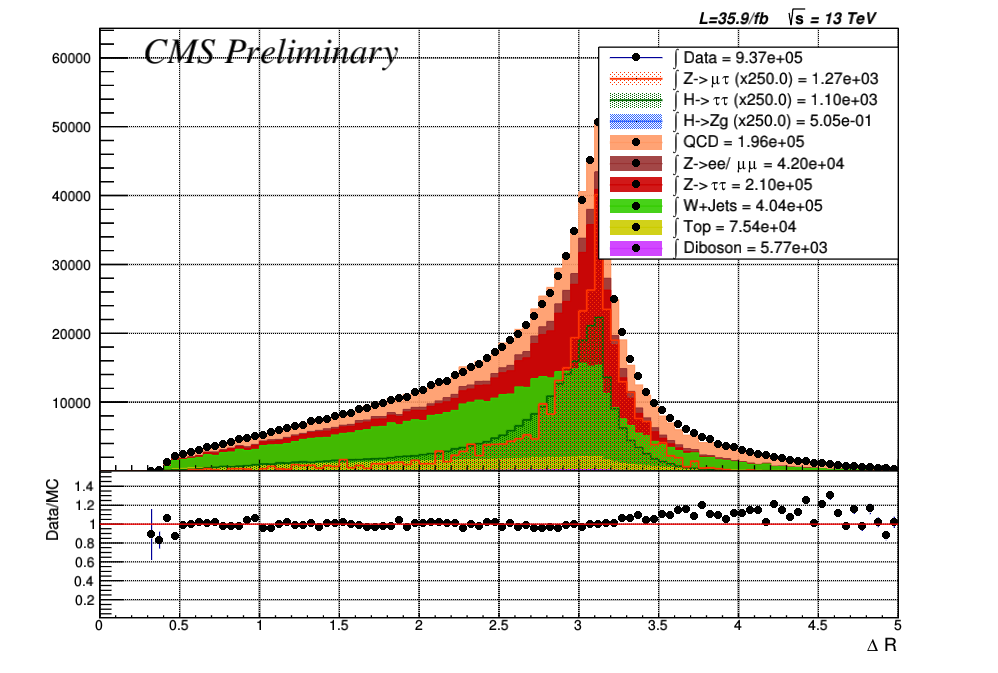 L=35.9/fb √s = 13 TeV
CMS Preliminary
60000
50000
40000
30000
20000
10000
∫ Data = 9.37e+05
∫ Z->μτ (x250.0) = 1.27e+03
∫ H->ττ (x250.0) = 1.10e+03
∫ H->Zg (x250.0) = 5.05e-01
∫ QCD = 1.96e+05
∫ Z->ee/ μμ = 4.20e+04
∫ Z->ττ = 2.10e+05
∫ W+Jets = 4.04e+05
∫ Top = 7.54e+04
∫ Diboson = 5.77e+03
Data/MC
1.4
1.2
1
0.8
0.6
0.4
0.2
0 0.5 1 1.5 2 2.5 3 3.5 4 4.5 5
Δ R